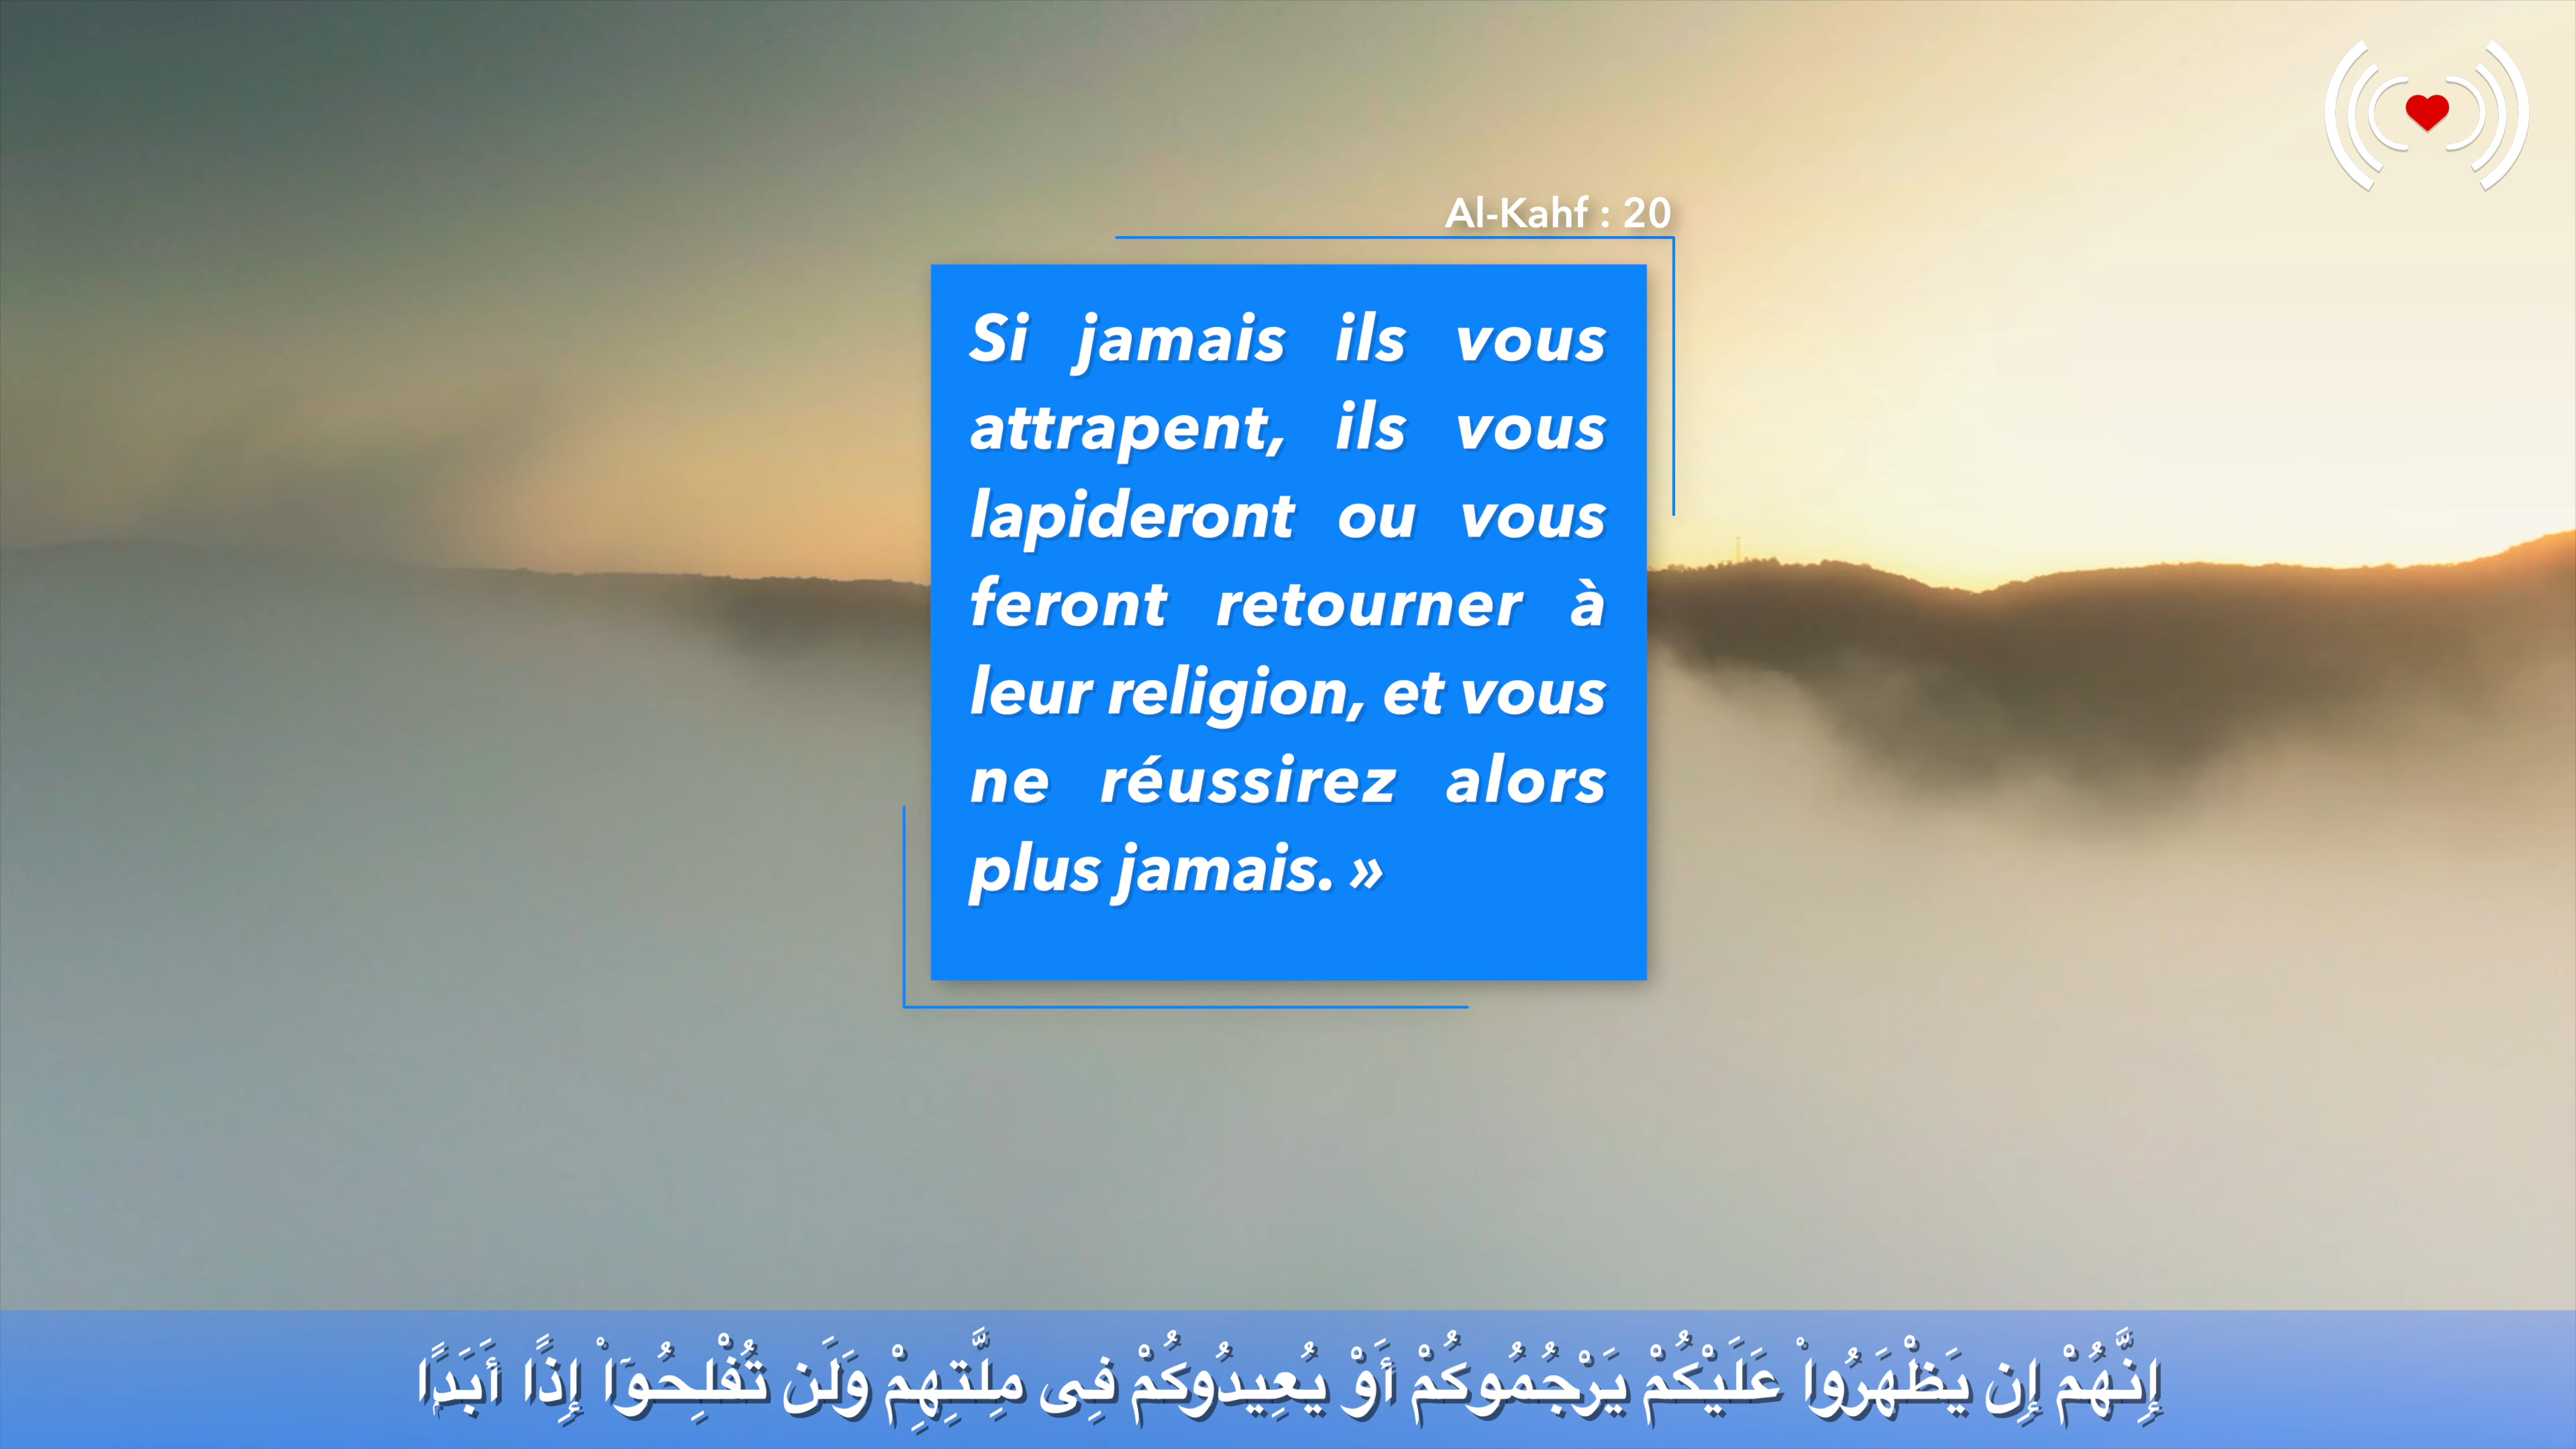 Al-Kahf : 20
Si jamais ils vous
attrapent, ils vous
lapideront ou vous
feront retourner à
leur religion, et vous
ne réussirez alors
plus jamais. »
إِنَّهُمْ إِن يَظْهَرُوا۟ عَلَيْكُمْ يَرْجُمُوكُمْ أَوْ يُعِيدُوكُمْ فِى مِلَّتِهِمْ وَلَن تُفْلِحُوٓا۟ إِذًا أَبَدًۭا